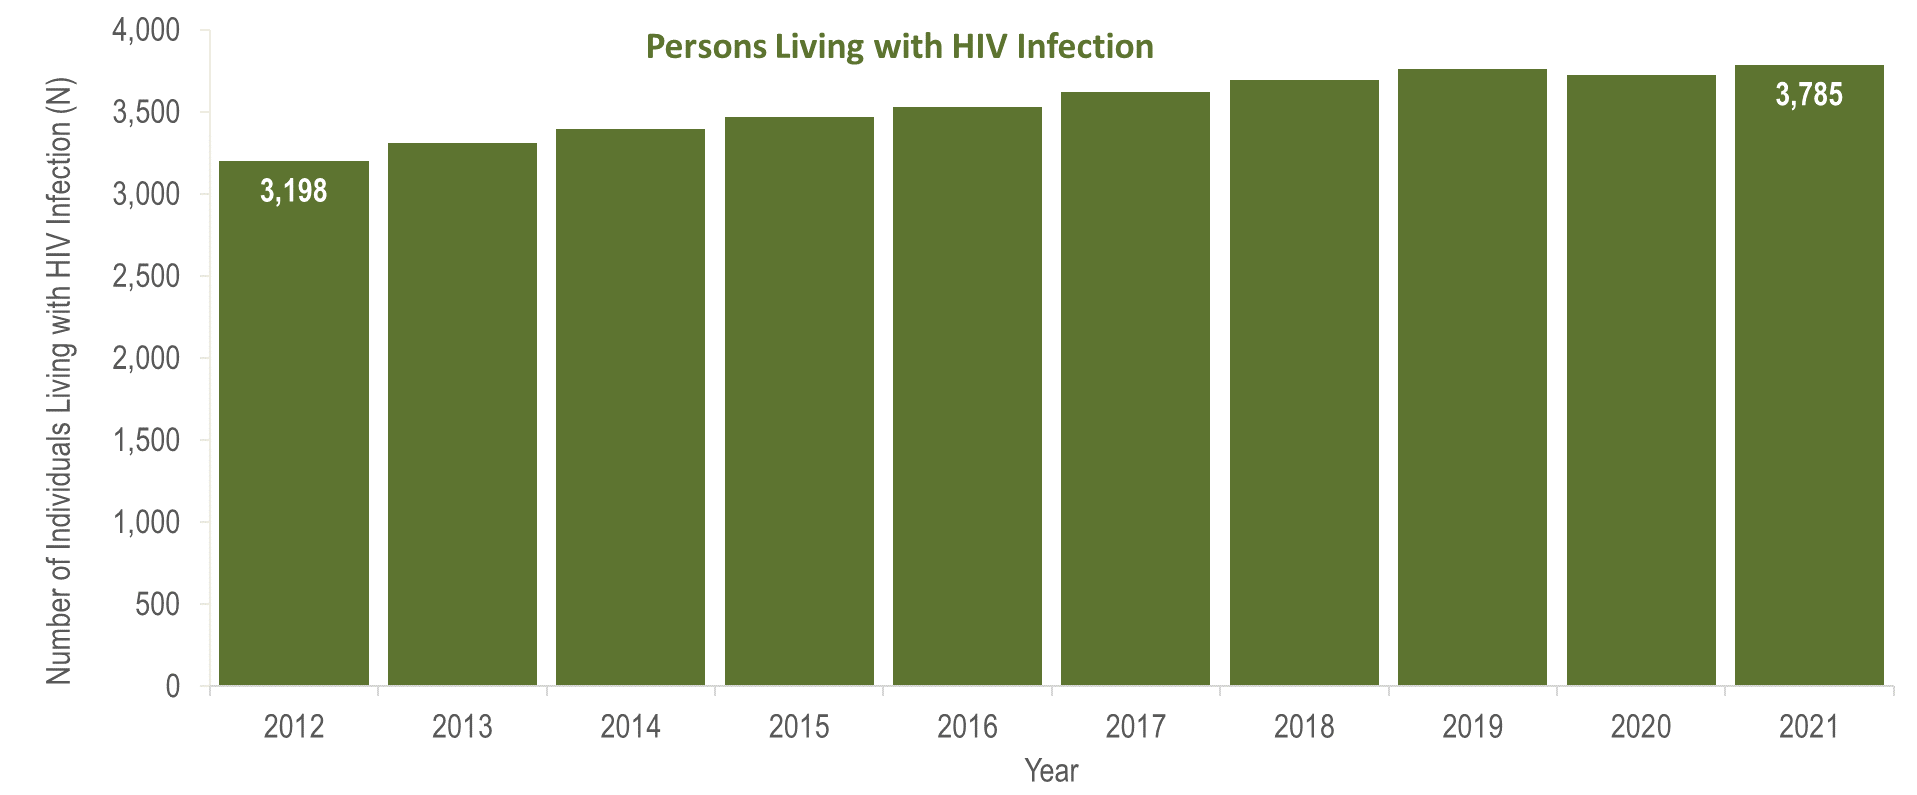 Persons Living with HIV Infection
Number of Individuals Living with HIV Infection (N)
4,000
3,500
3,000
2,500
2,000
1,500
1,000
500
0
3,198
3,785
2012 2013 2014 2015 2016 2017 2018 2019 2020 2021
Year